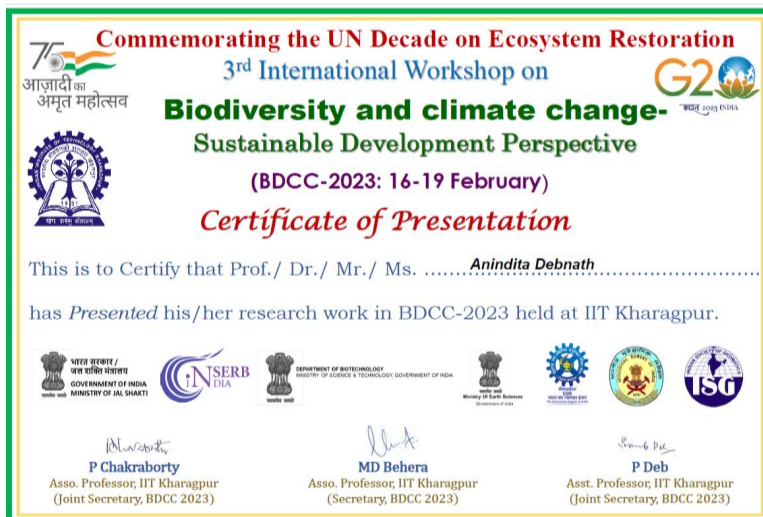 Commemorating the UN Decade on Ecosystem Restoration
75
आज़ादी का
अमृत महोत्सव
3rd International Workshop on
G20
भारत 2023 INDIA
Biodiversity and climate change-
Sustainable Development Perspective
(BDCC-2023: 16-19 February)
Certificate of Presentation
This is to Certify that Prof./ Dr./ Mr./ Ms. ......Anindita Debnath......
has Presented his/her research work in BDCC-2023 held at IIT Kharagpur.
भारत सरकार /
जल शक्ति मंत्रालय
GOVERNMENT OF INDIA
MINISTRY OF JAL SHAKTI
SERB
INDIA
DEPARTMENT OF BIOTECHNOLOGY
MINISTRY OF SCIENCE & TECHNOLOGY, GOVERNMENT OF INDIA
Ministry Of Earth Sciences
Government of India
ISG
P Chakraborty
Asso. Professor, IIT Kharagpur
(Joint Secretary, BDCC 2023)
MD Behera
Asso. Professor, IIT Kharagpur
(Secretary, BDCC 2023)
P Deb
Asst. Professor, IIT Kharagpur
(Joint Secretary, BDCC 2023)